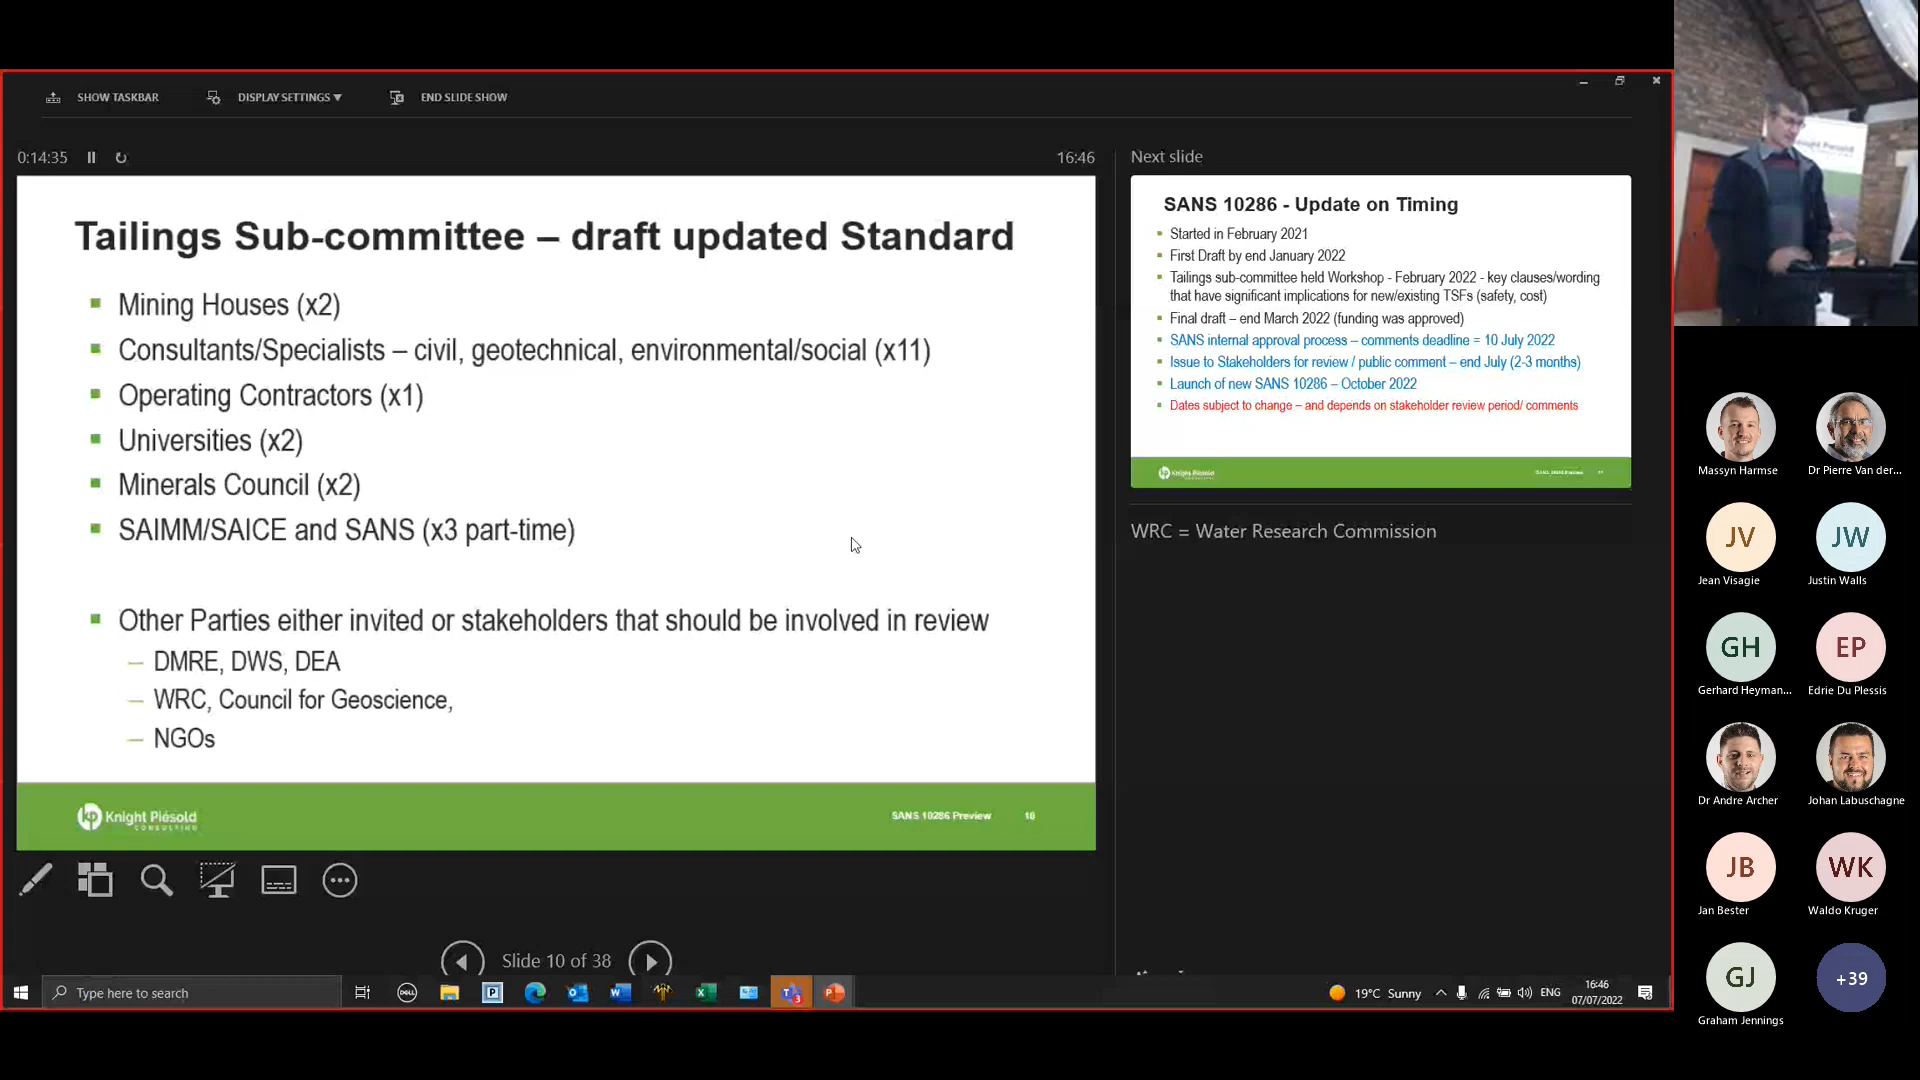 SHOW TASKBAR
DISPLAY SETTINGS ▼
END SLIDE SHOW
0:14:35
16:46
Tailings Sub-committee – draft updated Standard
Mining Houses (x2)
Consultants/Specialists – civil, geotechnical, environmental/social (x11)
Operating Contractors (x1)
Universities (x2)
Minerals Council (x2)
SAIMM/SAICE and SANS (x3 part-time)
Other Parties either invited or stakeholders that should be involved in review
– DMRE, DWS, DEA
– WRC, Council for Geoscience,
– NGOs
kp Knight Piésold
CONSULTING
SANS 10286 Preview 10
Slide 10 of 38
Next slide
SANS 10286 - Update on Timing
Started in February 2021
First Draft by end January 2022
Tailings sub-committee held Workshop - February 2022 - key clauses/wording
that have significant implications for new/existing TSFs (safety, cost)
Final draft – end March 2022 (funding was approved)
SANS internal approval process – comments deadline = 10 July 2022
Issue to Stakeholders for review / public comment – end July (2-3 months)
Launch of new SANS 10286 – October 2022
Dates subject to change – and depends on stakeholder review period/ comments
Knight Piésold
WRC = Water Research Commission
Type here to search
19°C Sunny
ENG
16:46
07/07/2022
Knight Piésold
Massyn Harmse
Dr Pierre Van der...
JV
Jean Visagie
JW
Justin Walls
GH
Gerhard Heyman...
EP
Edrie Du Plessis
Dr Andre Archer
Johan Labuschagne
JB
Jan Bester
WK
Waldo Kruger
GJ
Graham Jennings
+39